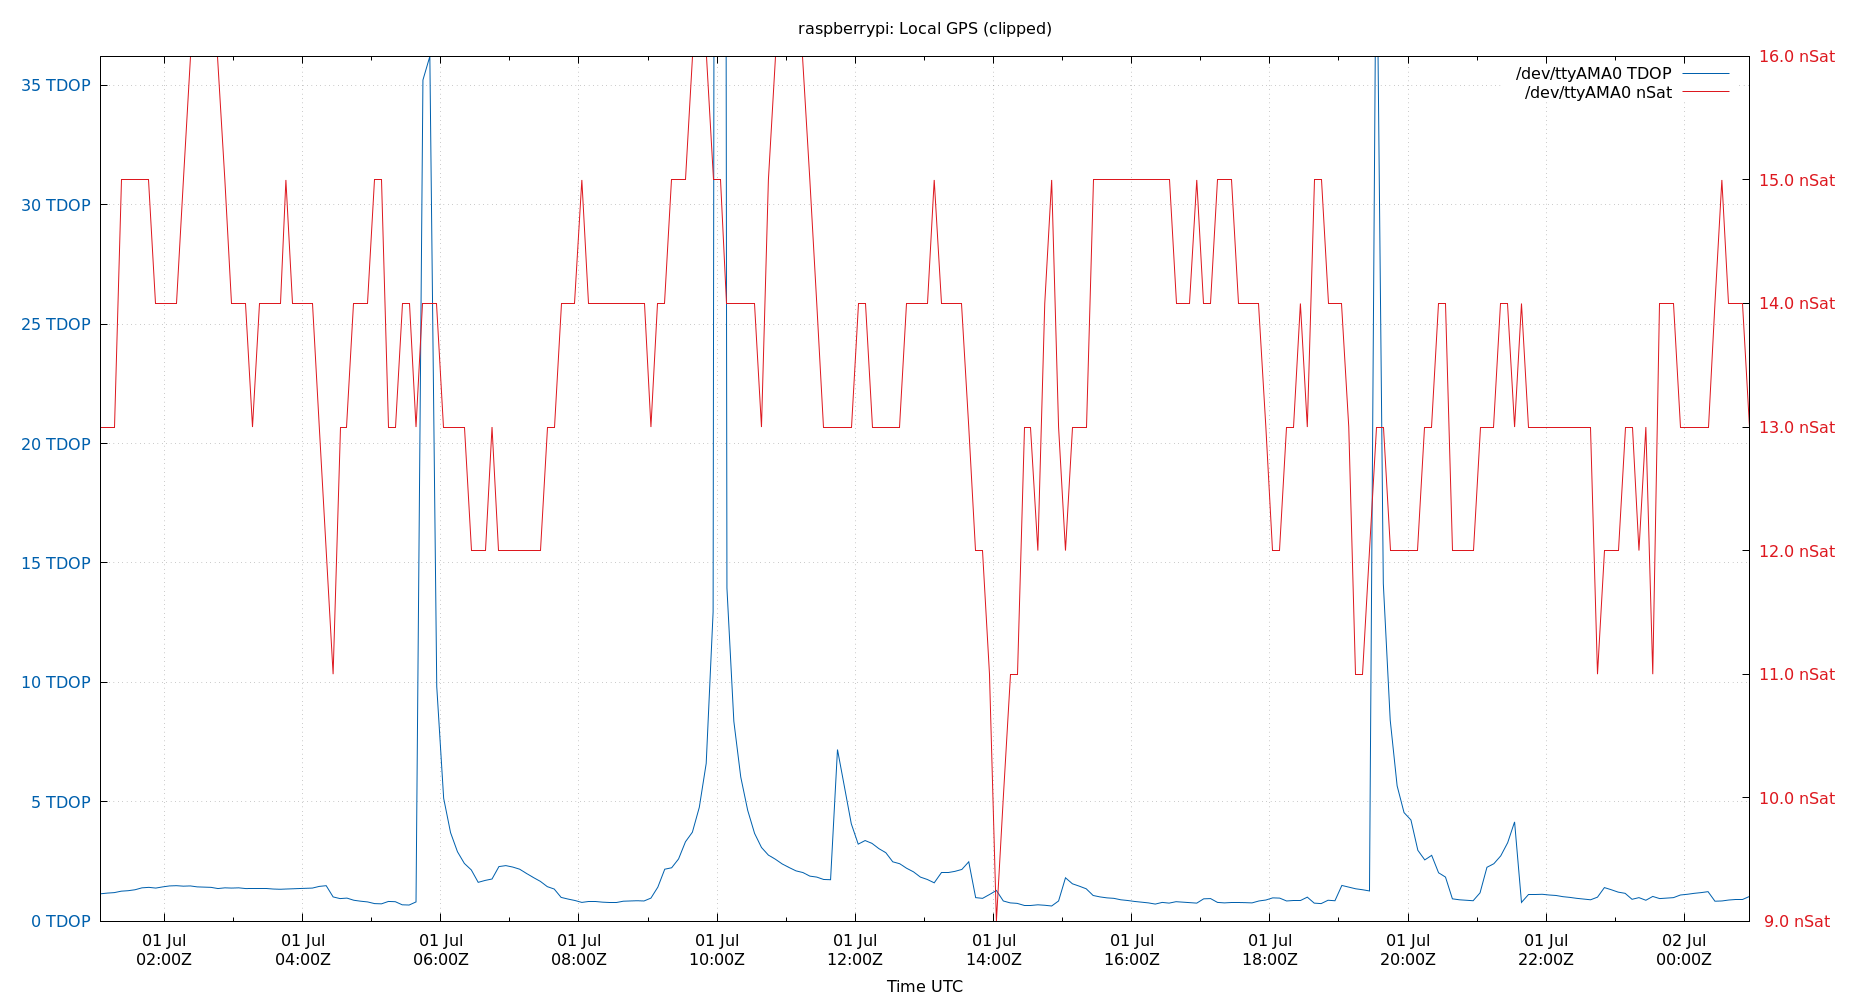 raspberrypi: Local GPS (clipped)
/dev/ttyAMA0 TDOP
/dev/ttyAMA0 nSat
35 TDOP
30 TDOP
25 TDOP
20 TDOP
15 TDOP
10 TDOP
5 TDOP
0 TDOP
16.0 nSat
15.0 nSat
14.0 nSat
13.0 nSat
12.0 nSat
11.0 nSat
10.0 nSat
9.0 nSat
01 Jul
02:00Z
01 Jul
04:00Z
01 Jul
06:00Z
01 Jul
08:00Z
01 Jul
10:00Z
01 Jul
12:00Z
01 Jul
14:00Z
01 Jul
16:00Z
01 Jul
18:00Z
01 Jul
20:00Z
01 Jul
22:00Z
02 Jul
00:00Z
Time UTC